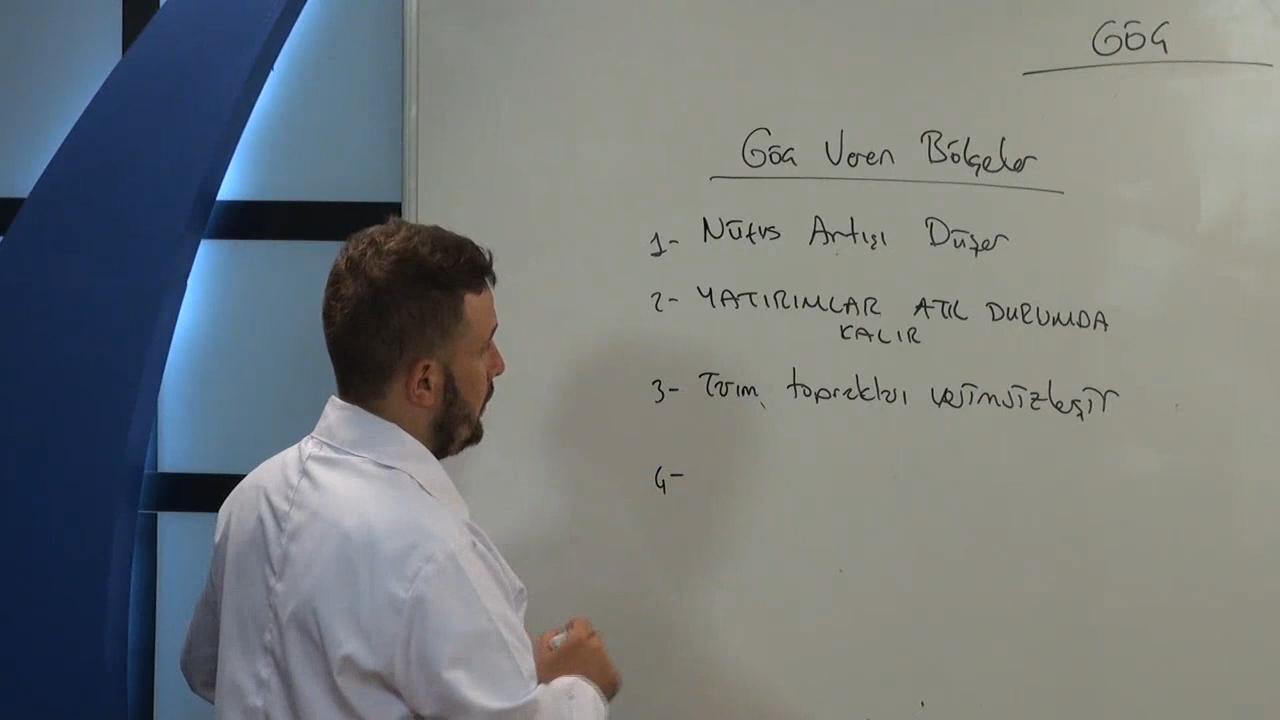 GÖÇ
Göç Veren Bölgeler
1- Nüfus Artışı Düşer
2- YATIRIMLAR ATIL DURUMDA
KALIR
3- Tarım toprakları verimsizleşir
4-